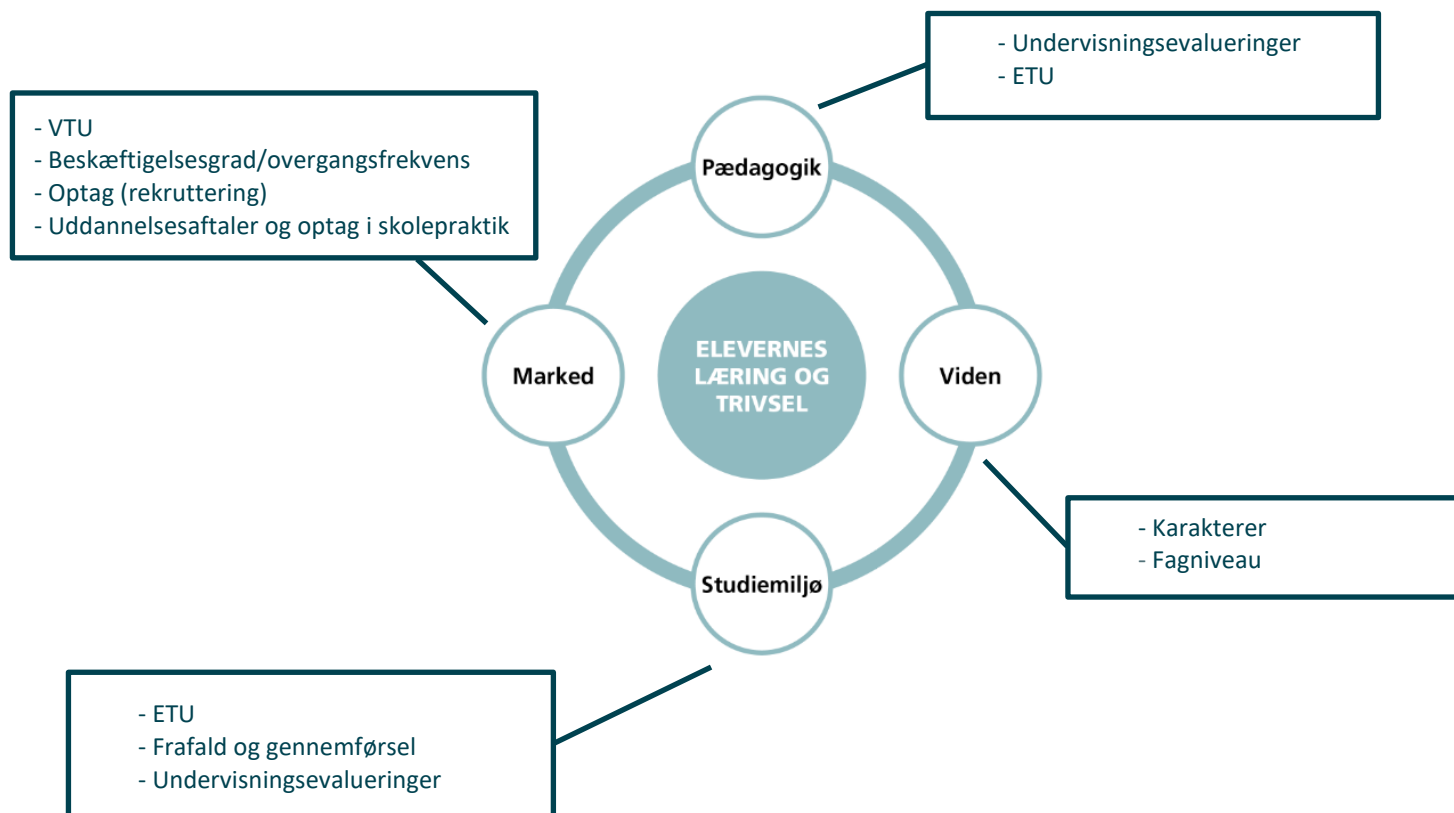 - Undervisningsevalueringer
- ETU
- VTU
- Beskæftigelsesgrad/overgangsfrekvens
- Optag (rekruttering)
- Uddannelsesaftaler og optag i skolepraktik
Pædagogik
Marked
ELEVERNES
LÆRING OG
TRIVSEL
Viden
- Karakterer
- Fagniveau
Studiemiljø
- ETU
- Frafald og gennemførsel
- Undervisningsevalueringer